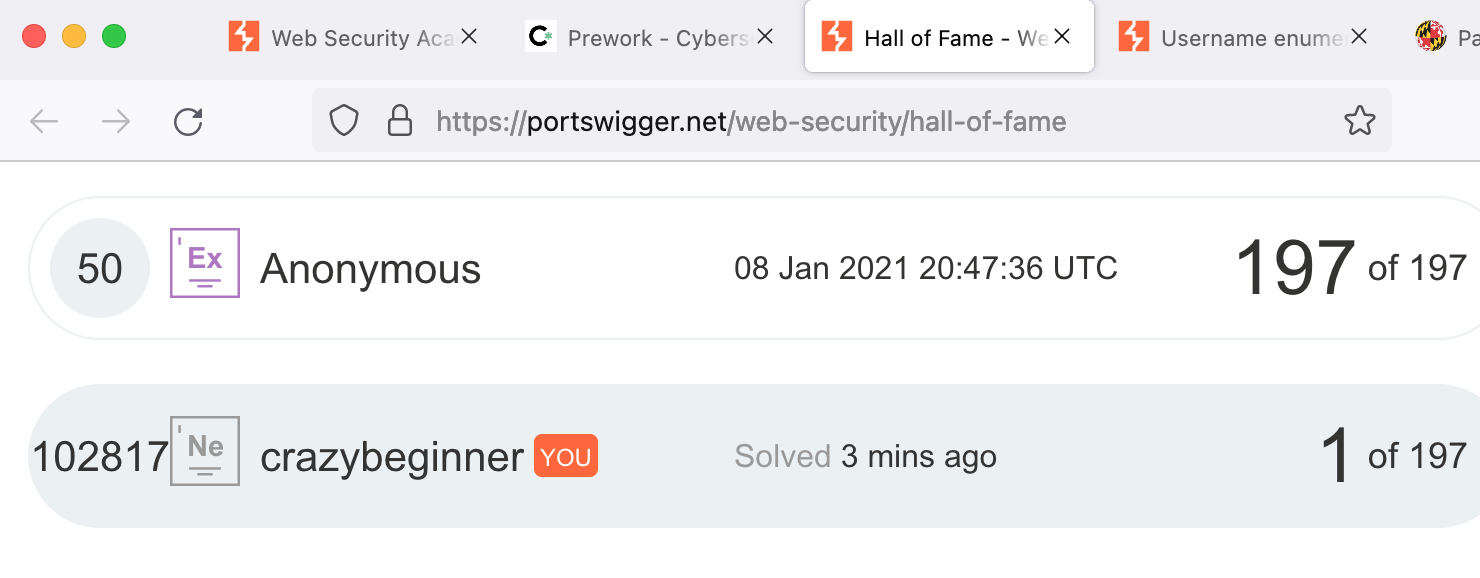 Web Security Aca
Prework - Cybers
Hall of Fame - We
Username enume
Pa
https://portswigger.net/web-security/hall-of-fame
50 Ex Anonymous 08 Jan 2021 20:47:36 UTC 197 of 197
102817 Ne crazybeginner YOU Solved 3 mins ago 1 of 197